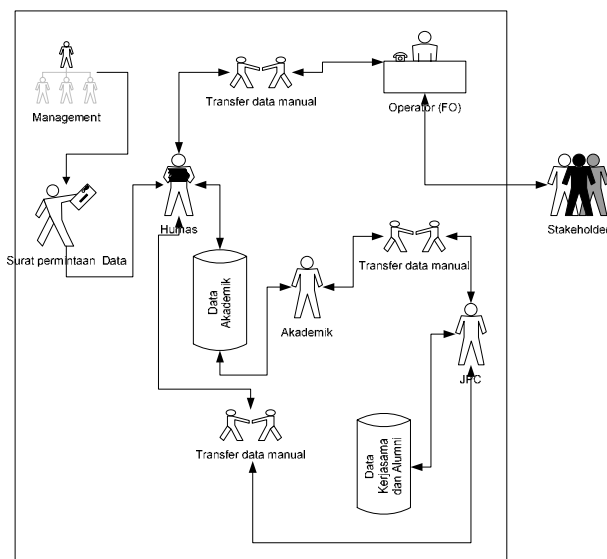 Management
Transfer data manual
Operator (FO)
Surat permintaan Data
Humas
Stakeholder
Data
Akademik
Akademik
Transfer data manual
JPC
Transfer data manual
Data
Kerjasama
dan Alumni